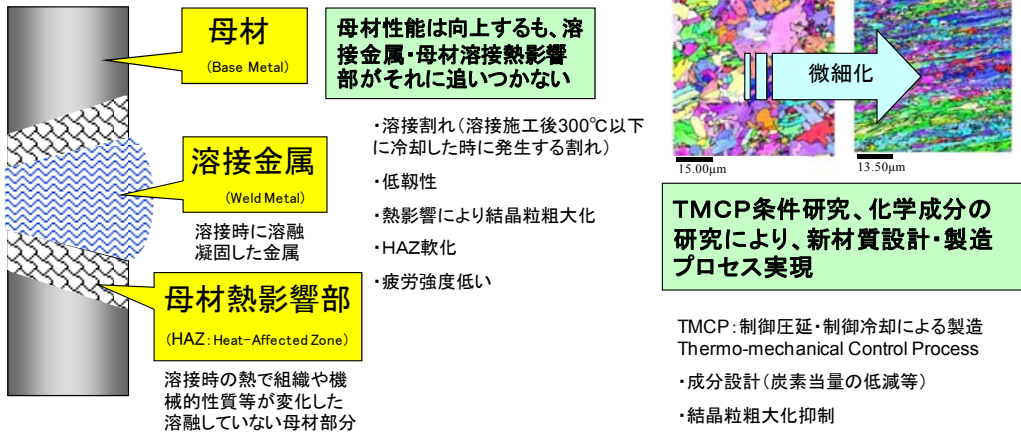 母材
(Base Metal)
溶接金属
(Weld Metal)
溶接時に溶融
凝固した金属
母材熱影響部
(HAZ:Heat-Affected Zone)
溶接時の熱で組織や機
械的性質等が変化した
溶融していない母材部分
母材性能は向上するも、溶
接金属・母材溶接熱影響
部がそれに追いつかない
・溶接割れ(溶接施工後300℃以下
に冷却した時に発生する割れ)
・低靱性
・熱影響により結晶粒粗大化
・HAZ軟化
・疲労強度低い
微細化
15.00μm
13.50μm
TMCP条件研究、化学成分の
研究により、新材質設計・製造
プロセス実現
TMCP:制御圧延・制御冷却による製造
Thermo-mechanical Control Process
・成分設計(炭素当量の低減等)
・結晶粒粗大化抑制